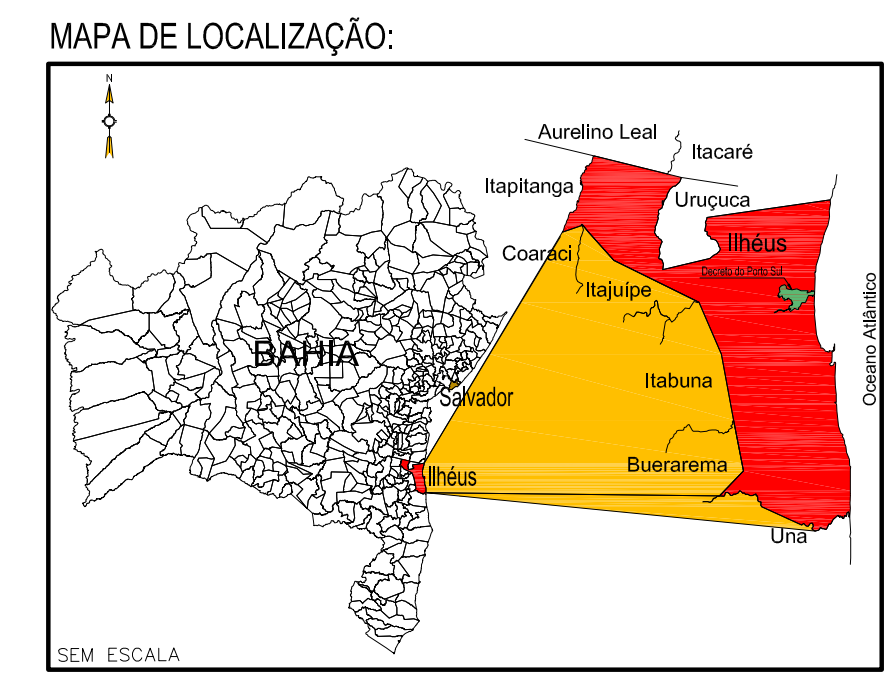 MAPA DE LOCALIZAÇÃO:
N
Aurelino Leal
Itacaré
Itapitanga
Uruçuca
Ilhéus
Coaraci
Decreto do Porto Sul
Itajuípe
Oceano Atlântico
BAHIA
Itabuna
Salvador
Buerarema
Ilhéus
Una
SEM ESCALA